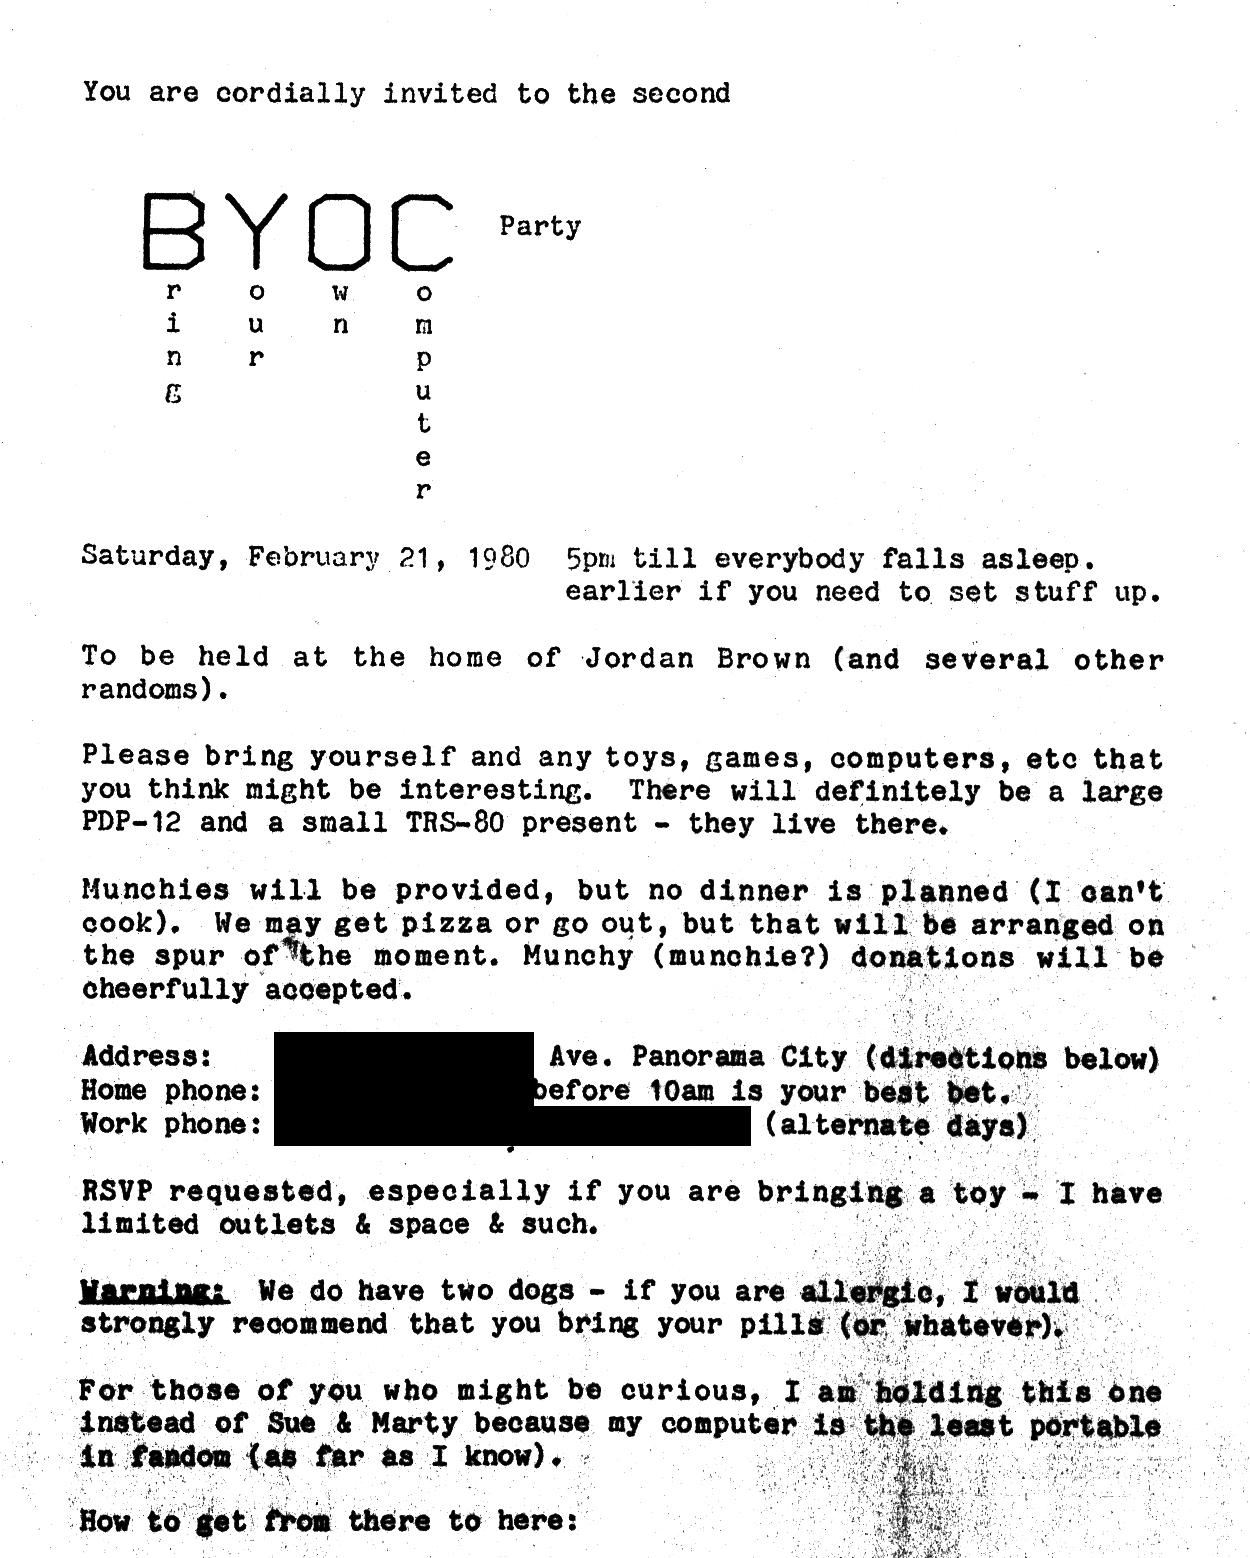 You are cordially invited to the second
BYOC Party
r o w o
i u n m
n r p
g u
t
e
r
Saturday, February 21, 1980 5pm till everybody falls asleep.
earlier if you need to set stuff up.
To be held at the home of Jordan Brown (and several other
randoms).
Please bring yourself and any toys, games, computers, etc that
you think might be interesting. There will definitely be a large
PDP-12 and a small TRS-80 present - they live there.
Munchies will be provided, but no dinner is planned (I can't
cook). We may get pizza or go out, but that will be arranged on
the spur of the moment. Munchy (munchie?) donations will be
cheerfully accepted.
Address: Ave. Panorama City (directions below)
Home phone: before 10am is your best bet.
Work phone: (alternate days)
RSVP requested, especially if you are bringing a toy - I have
limited outlets & space & such.
Warning: We do have two dogs - if you are allergic, I would
strongly recommend that you bring your pills (or whatever).
For those of you who might be curious, I am holding this one
instead of Sue & Marty because my computer is the least portable
in fandom (as far as I know).
How to get from there to here: